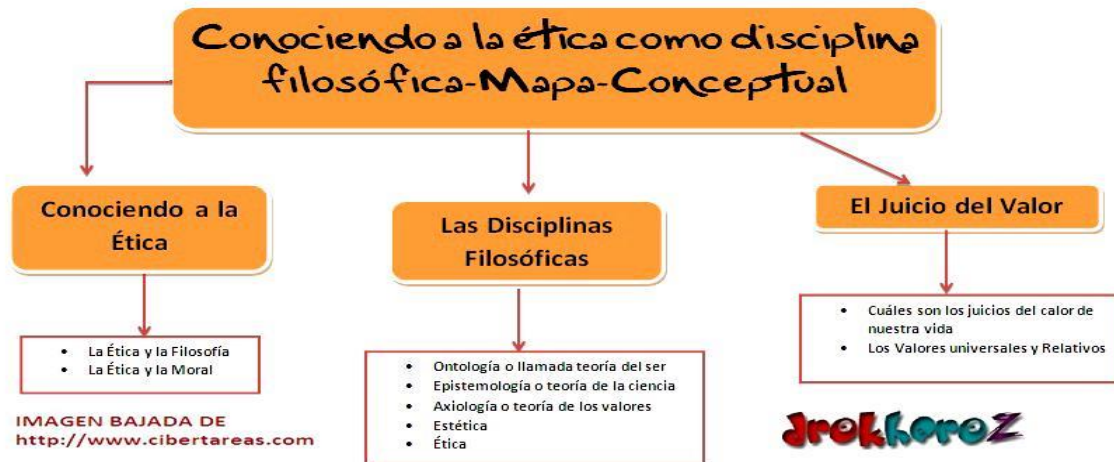 Conociendo a la ética como disciplina
filosófica-Mapa-Conceptual
Conociendo a la
Ética
• La Ética y la Filosofía
• La Ética y la Moral
Las Disciplinas
Filosóficas
• Ontología o llamada teoría del ser
• Epistemología o teoría de la ciencia
• Axiología o teoría de los valores
• Estética
• Ética
El Juicio del Valor
• Cuáles son los juicios del calor de
nuestra vida
• Los Valores universales y Relativos
IMAGEN BAJADA DE
http://www.cibertareas.com
drokheroz